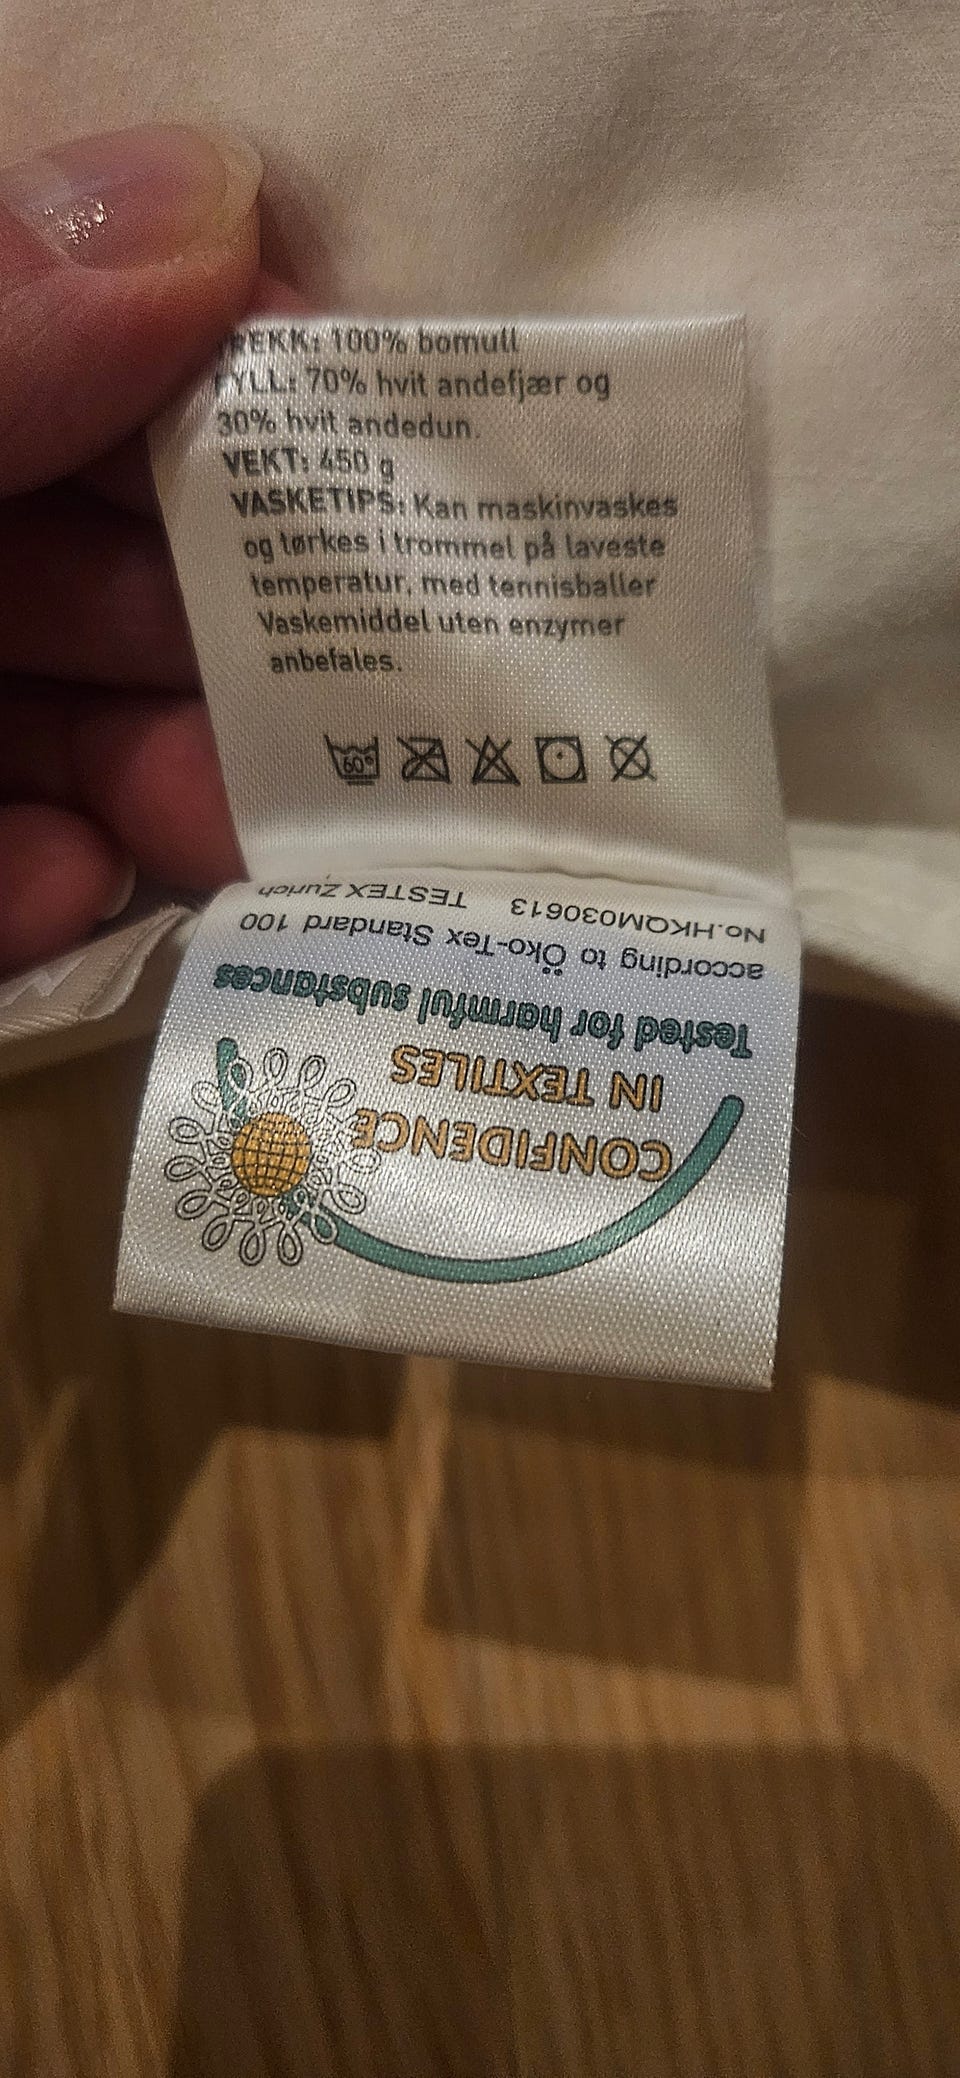 TREKK: 100% bomull
FYLL: 70% hvit andefjær og
30% hvit andedun.
VEKT: 450 g
VASKETIPS: Kan maskinvaskes
og tørkes i trommel på laveste
temperatur, med tennisballer
Vaskemiddel uten enzymer
anbefales.
60°
CONFIDENCE
IN TEXTILES
Tested for harmful substances
according to Öko-Tex Standard 100
No.HKQM030613 TESTEX Zurich